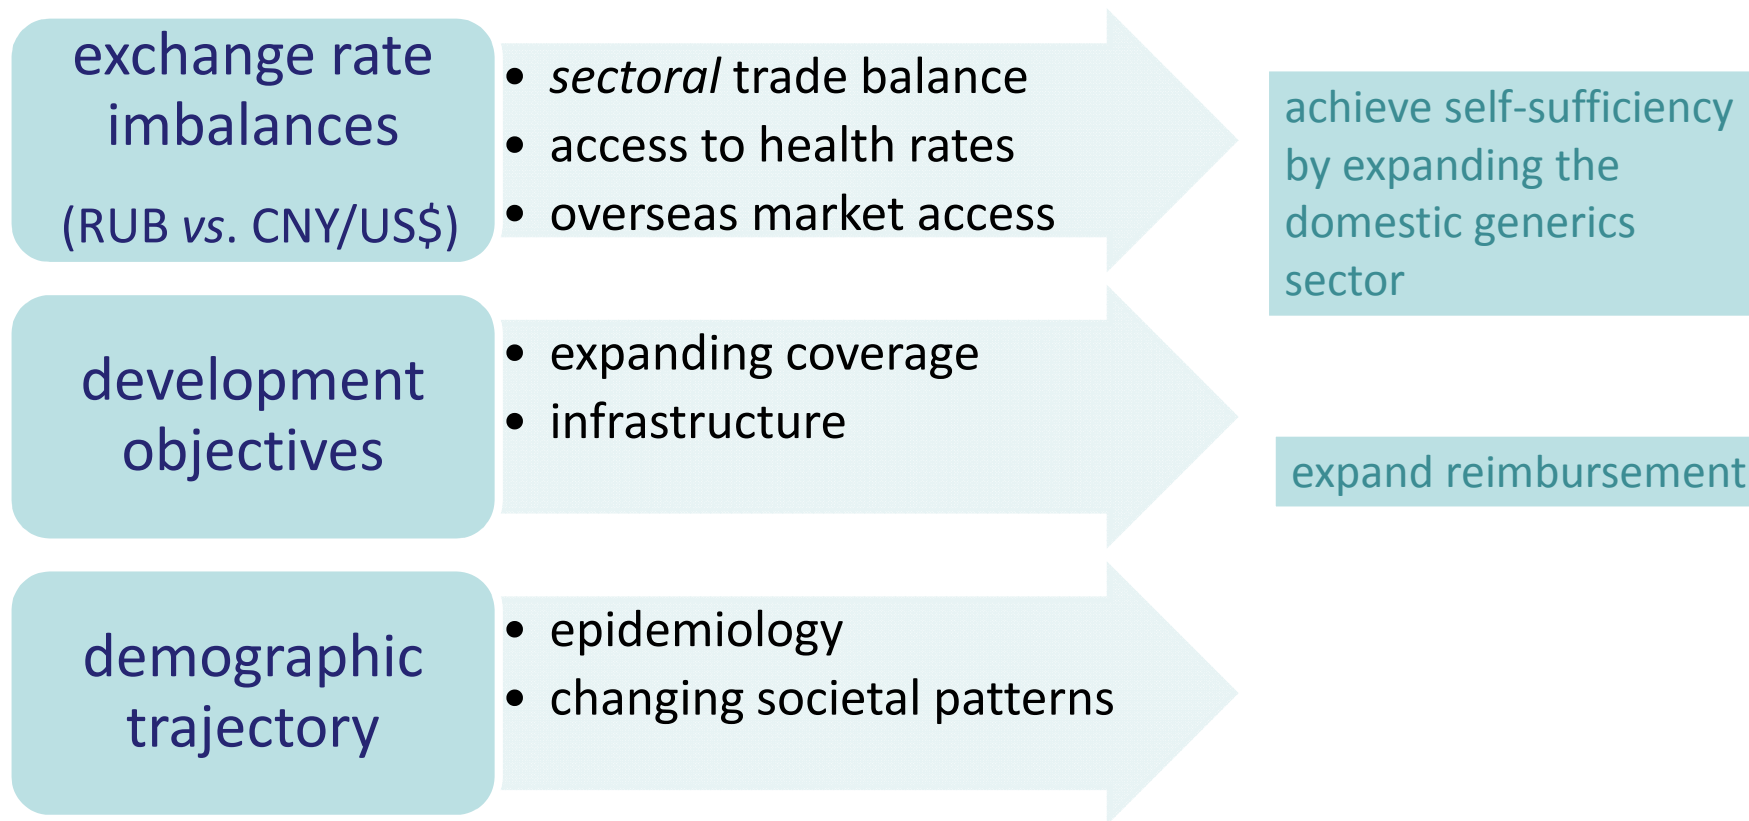 exchange rate
imbalances
(RUB vs. CNY/US$)
• sectoral trade balance
• access to health rates
• overseas market access
achieve self-sufficiency
by expanding the
domestic generics
sector
development
objectives
• expanding coverage
• infrastructure
expand reimbursement
demographic
trajectory
• epidemiology
• changing societal patterns